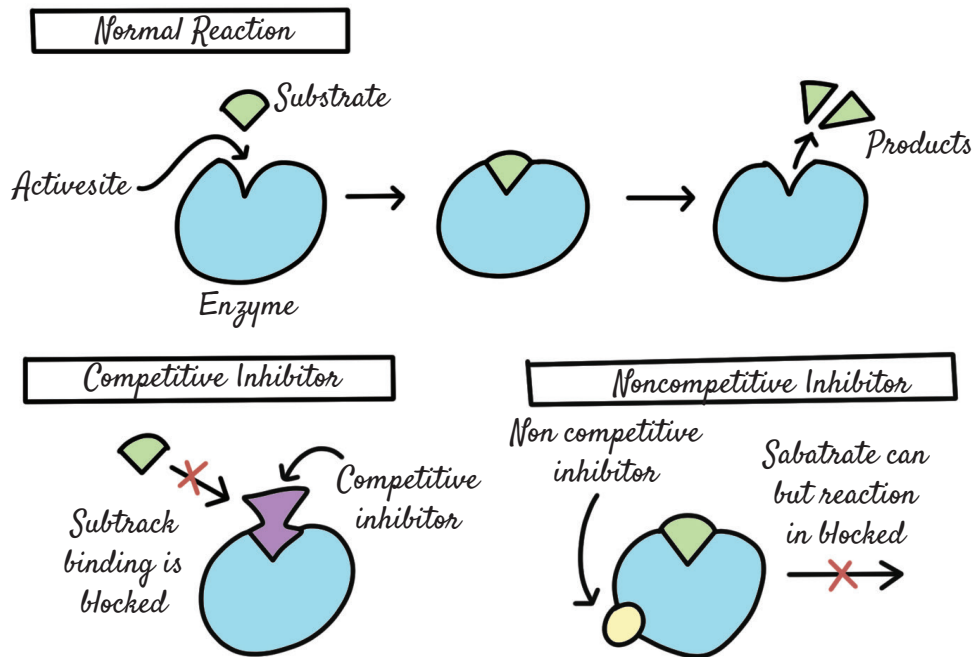 Normal Reaction
Substrate
Activesite
Products
Enzyme
Competitive Inhibitor
Subtrack
binding is
blocked
Competitive
inhibitor
Noncompetitive Inhibitor
Non competitive
inhibitor
Sabatrate can
but reaction
in blocked